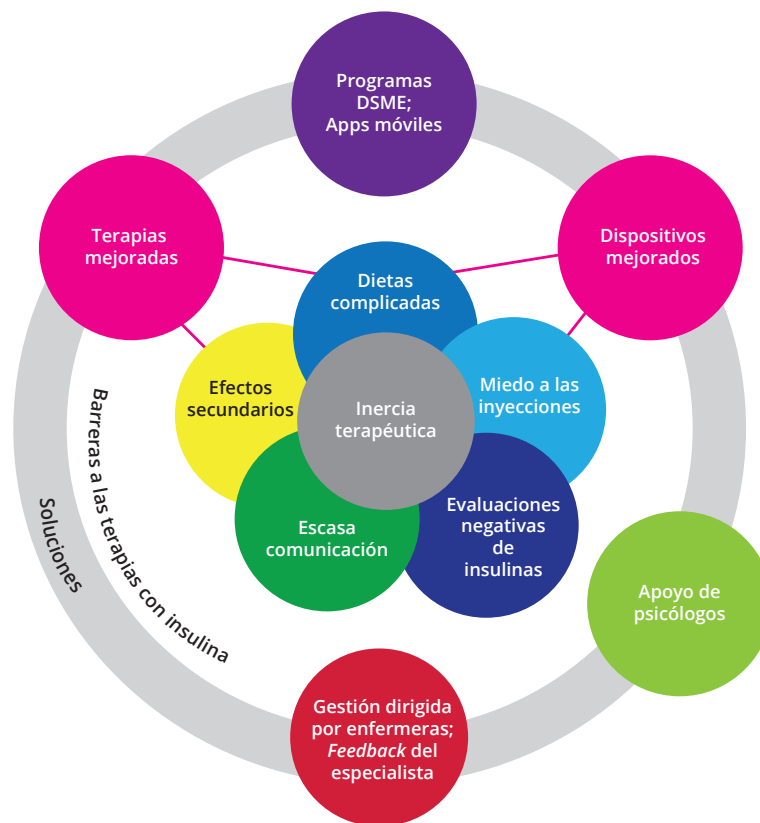 Programas
DSME;
Apps móviles
Terapias
mejoradas
Dispositivos
mejorados
Dietas
complicadas
Efectos
secundarios
Miedo a las
inyecciones
Inercia
terapéutica
Escasa
comunicación
Evaluaciones
negativas
de
insulinas
Barreras a las terapias con insulina
Soluciones
Apoyo de
psicólogos
Gestión dirigida
por enfermeras;
Feedback del
especialista